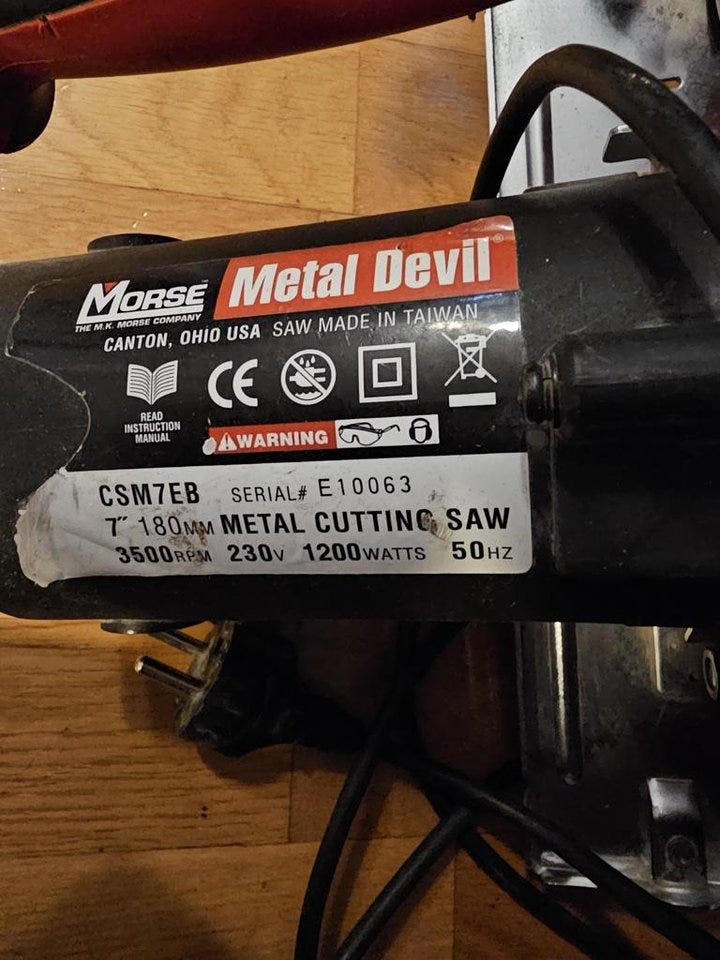 MORSE™ Metal Devil®
THE M.K. MORSE COMPANY
CANTON, OHIO USA SAW MADE IN TAIWAN
CE
READ
INSTRUCTION
MANUAL
WARNING
CSM7EB SERIAL# E10063
7" 180MM METAL CUTTING SAW
3500RPM 230V 1200WATTS 50HZ